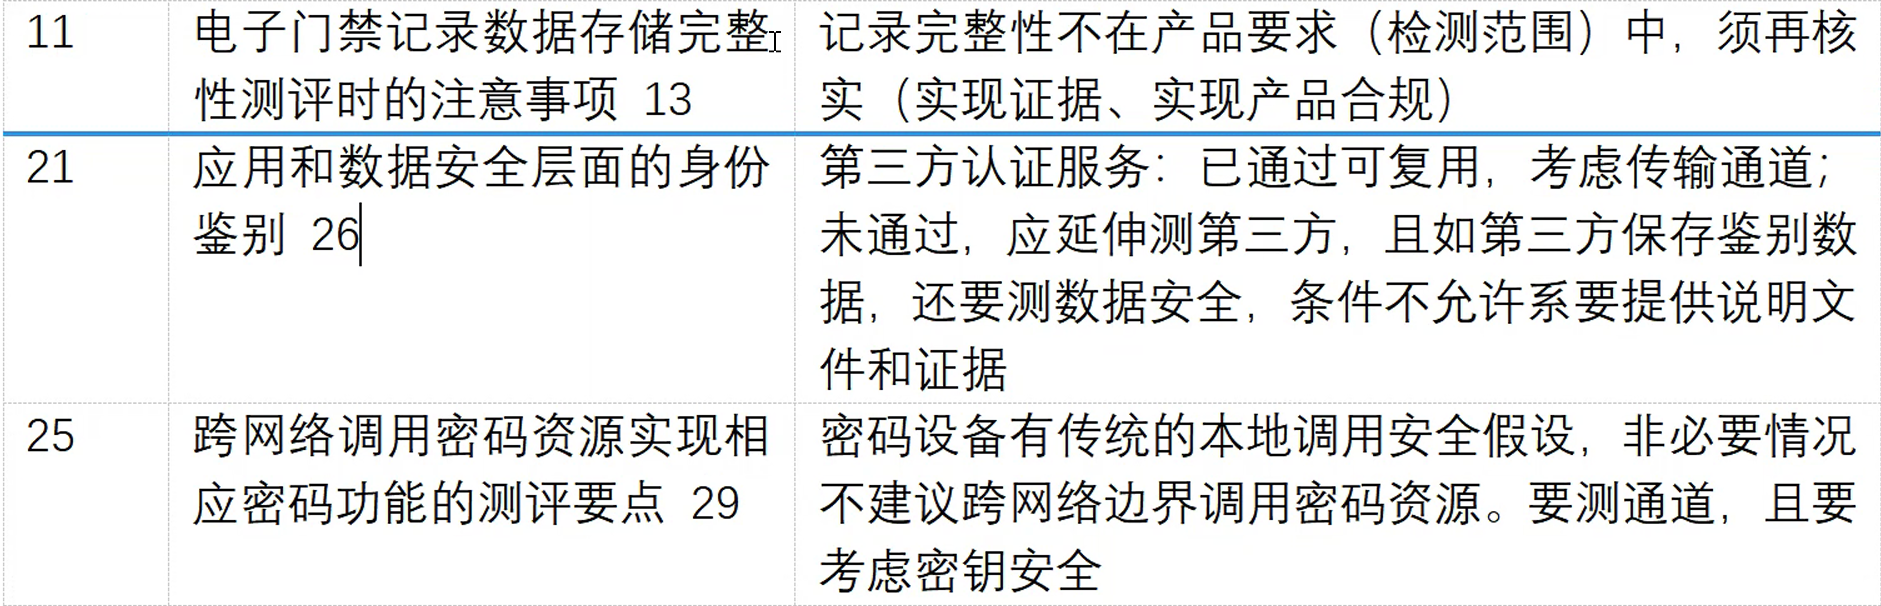 11
电子门禁记录数据存储完整
性测评时的注意事项 13
记录完整性不在产品要求（检测范围）中，须再核
实（实现证据、实现产品合规）
21
应用和数据安全层面的身份
鉴别 26
第三方认证服务：已通过可复用，考虑传输通道；
未通过，应延伸测第三方，且如第三方保存鉴别数
据，还要测数据安全，条件不允许系要提供说明文
件和证据
25
跨网络调用密码资源实现相
应密码功能的测评要点 29
密码设备有传统的本地调用安全假设，非必要情况
不建议跨网络边界调用密码资源。要测通道，且要
考虑密钥安全